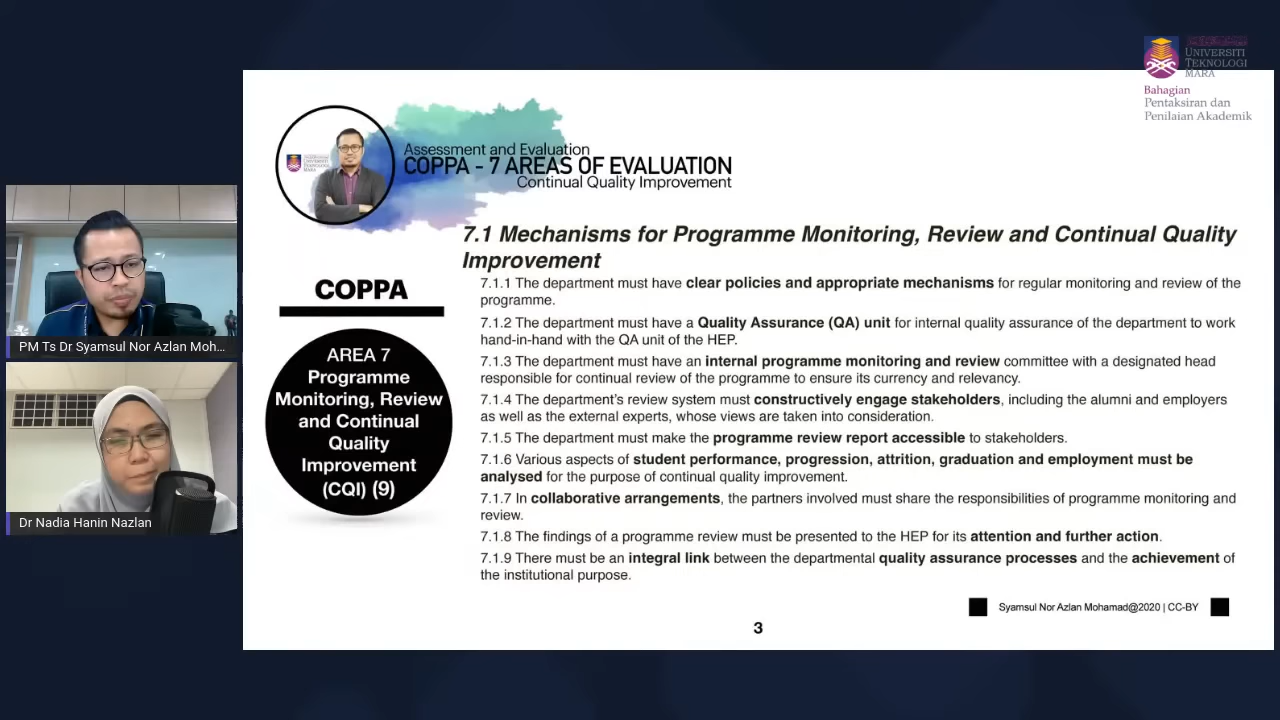 UNIVERSITI
TEKNOLOGI
MARA
Bahagian
Pentaksiran dan
Penilaian Akademik
Assessment and Evaluation
COPPA - 7 AREAS OF EVALUATION
Continual Quality Improvement
7.1 Mechanisms for Programme Monitoring, Review and Continual Quality
Improvement
COPPA
AREA 7
Programme
Monitoring, Review
and Continual
Quality
Improvement
(CQI) (9)
7.1.1 The department must have clear policies and appropriate mechanisms for regular monitoring and review of the
programme.
7.1.2 The department must have a Quality Assurance (QA) unit for internal quality assurance of the department to work
hand-in-hand with the QA unit of the HEP.
7.1.3 The department must have an internal programme monitoring and review committee with a designated head
responsible for continual review of the programme to ensure its currency and relevancy.
7.1.4 The department's review system must constructively engage stakeholders, including the alumni and employers
as well as the external experts, whose views are taken into consideration.
7.1.5 The department must make the programme review report accessible to stakeholders.
7.1.6 Various aspects of student performance, progression, attrition, graduation and employment must be
analysed for the purpose of continual quality improvement.
7.1.7 In collaborative arrangements, the partners involved must share the responsibilities of programme monitoring and
review.
7.1.8 The findings of a programme review must be presented to the HEP for its attention and further action.
7.1.9 There must be an integral link between the departmental quality assurance processes and the achievement of
the institutional purpose.
Syamsul Nor Azlan Mohamad@2020 | CC-BY
3
PM Ts Dr Syamsul Nor Azlan Moh...
Dr Nadia Hanin Nazlan